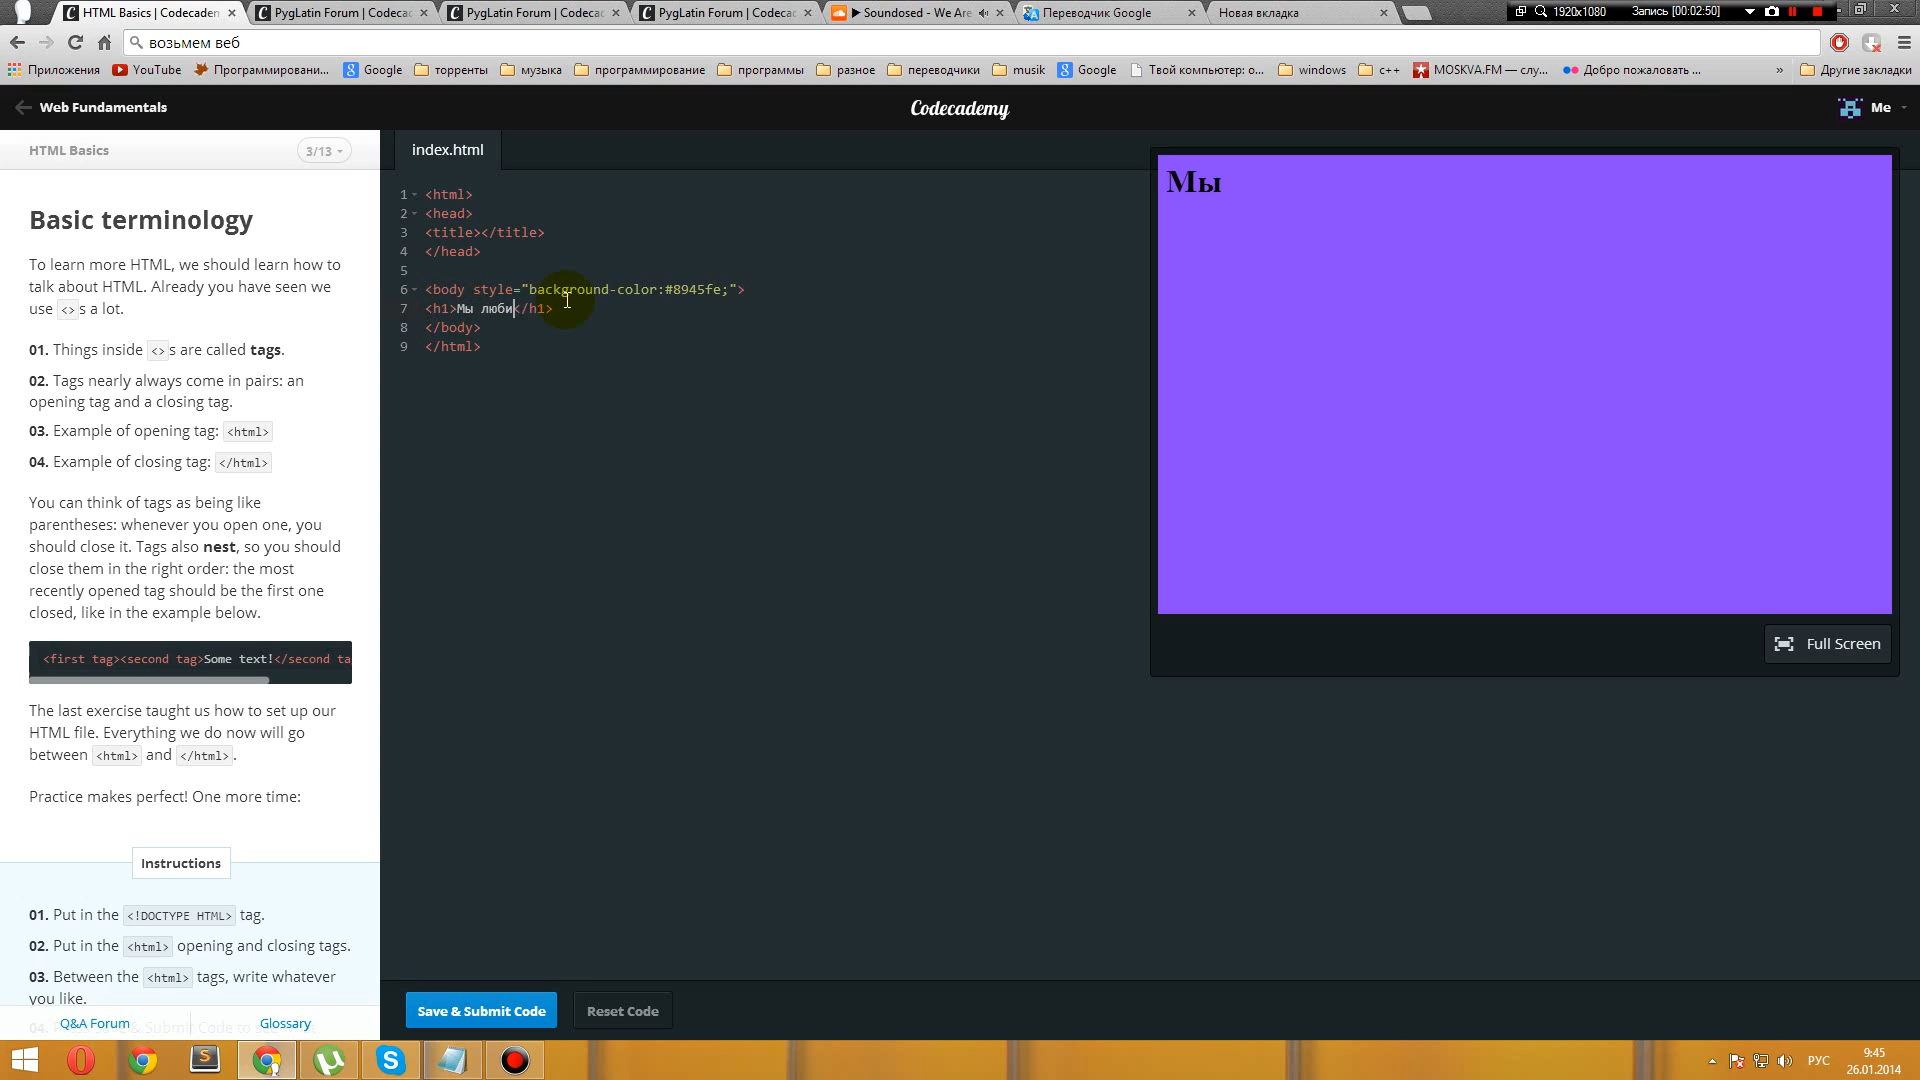 HTML Basics | Codecaden
PygLatin Forum | Codecac
PygLatin Forum | Codecac
PygLatin Forum | Codecac
Soundosed - We Are
Переводчик Google
Новая вкладка
1920x1080
Запись [00:02:50]
возьмем веб
Приложения
YouTube
Программировани...
Google
торренты
музыка
программирование
программы
разное
переводчики
musik
Google
Твой компьютер: о...
windows
c++
MOSKVA.FM — слу...
Добро пожаловать ...
»
Другие закладки
Web Fundamentals
Codecademy
Me
HTML Basics
3/13
index.html
Basic terminology
To learn more HTML, we should learn how to
talk about HTML. Already you have seen we
use <>s a lot.
01. Things inside <>s are called tags.
02. Tags nearly always come in pairs: an
opening tag and a closing tag.
03. Example of opening tag: <html>
04. Example of closing tag: </html>
You can think of tags as being like
parentheses: whenever you open one, you
should close it. Tags also nest, so you should
close them in the right order: the most
recently opened tag should be the first one
closed, like in the example below.
<first tag><second tag>Some text!</second ta
The last exercise taught us how to set up our
HTML file. Everything we do now will go
between <html> and </html>.
Practice makes perfect! One more time:
Instructions
01. Put in the <!DOCTYPE HTML> tag.
02. Put in the <html> opening and closing tags.
03. Between the <html> tags, write whatever
you like.
Q&A Forum
Glossary
1 <html>
2 <head>
3 <title></title>
4 </head>
5
6 <body style="background-color:#8945fe;">
7 <h1>Мы люби</h1>
8 </body>
9 </html>
Мы
Full Screen
Save & Submit Code
Reset Code
РУС
9:45
26.01.2014